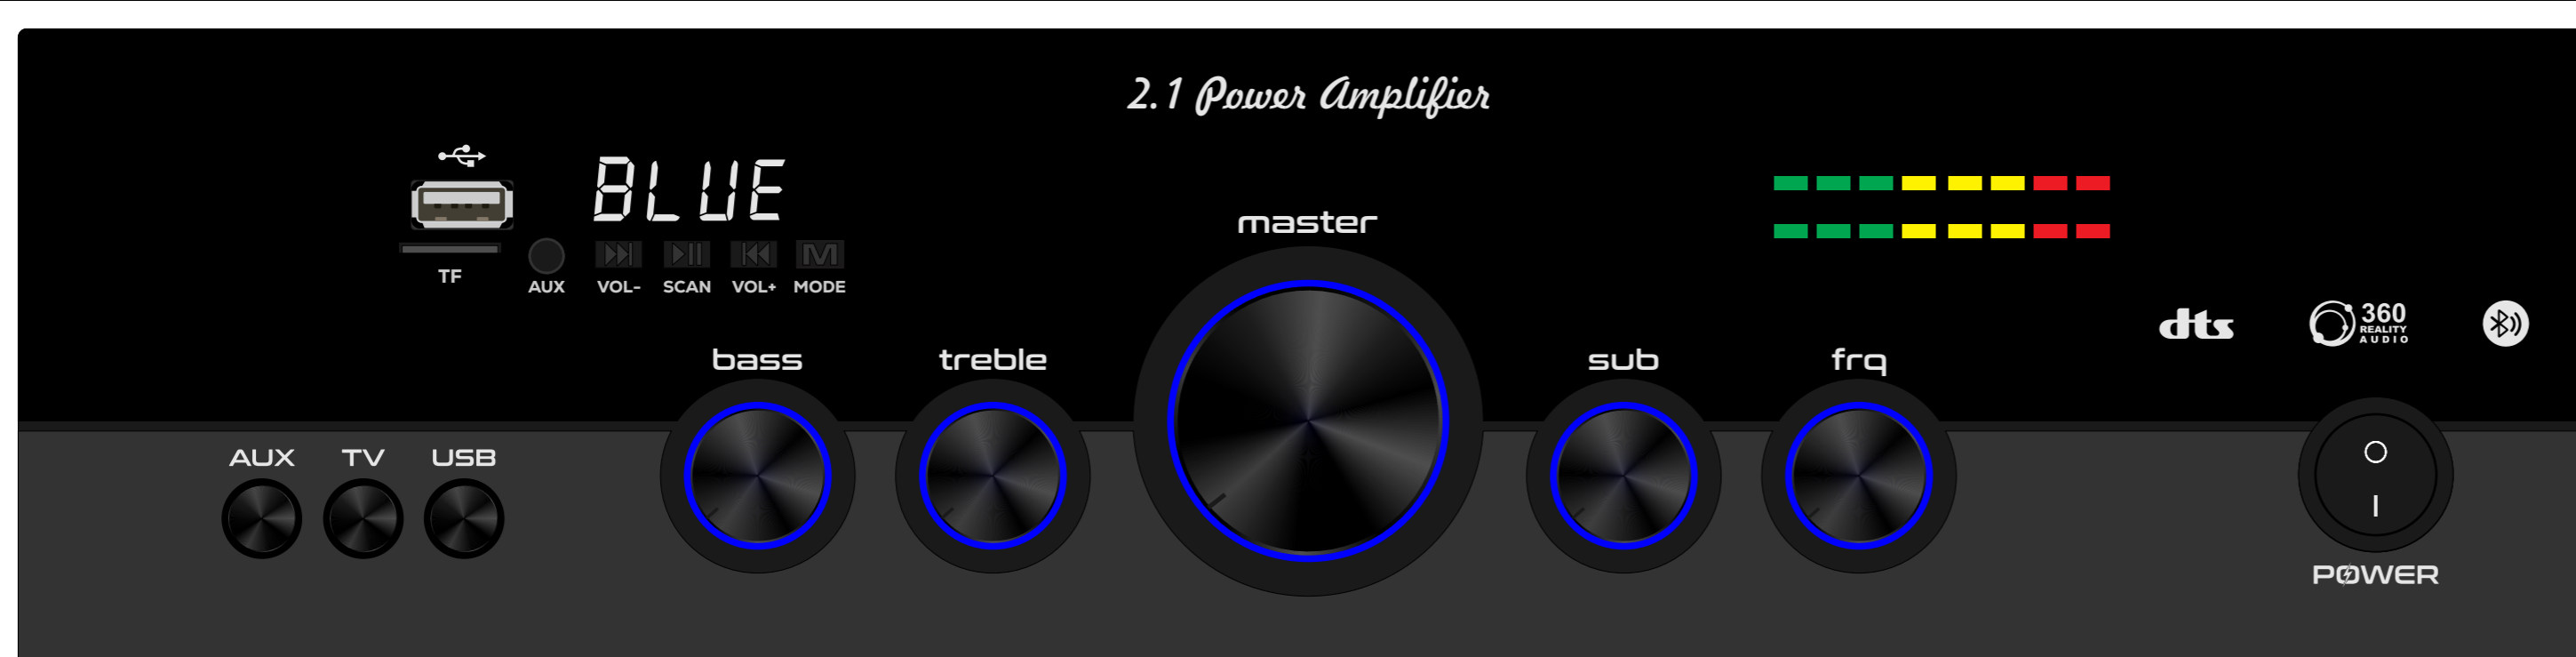 2.1 Power Amplifier
BLUE
TF
AUX VOL- SCAN VOL+ MODE
M
master
bass treble sub frq
dts
360
REALITY
AUDIO
AUX TV USB
POWER